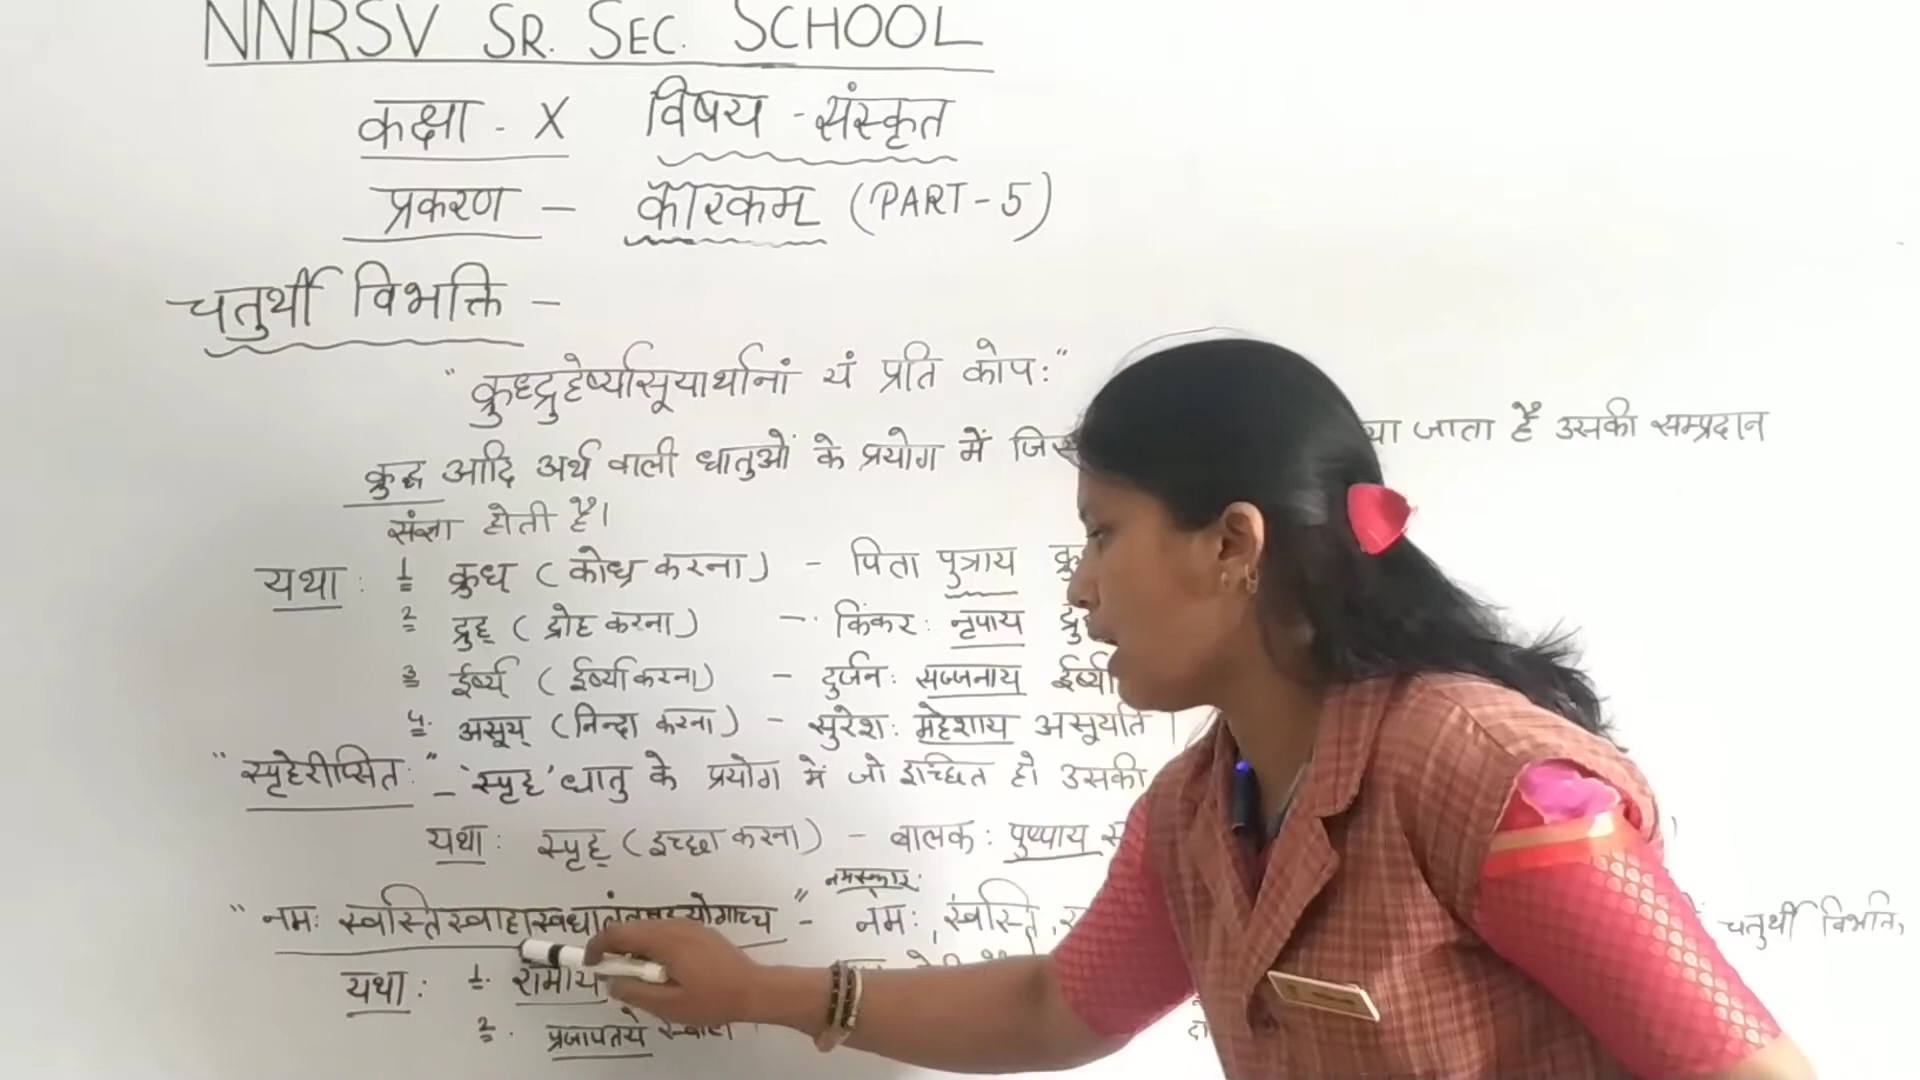 NNRSV SR. SEC. SCHOOL
कक्षा - X विषय - संस्कृत
प्रकरण - कारकम् (PART-5)
चतुर्थी विभक्ति -
"क्रुधद्रुहेर्ष्यासूयार्थानां यं प्रति कोपः"
क्रुद्ध आदि अर्थ वाली धातुओं के प्रयोग में जाता है उसकी सम्प्रदान
संज्ञा होती है।
यथा: 1 क्रुध् (क्रोध करना) - पिता पुत्राय
2 द्रुह् (द्रोह करना) - किंकरः नृपाय
3 ईर्ष्य् (ईर्ष्या करना) - दुर्जनः सज्जनाय
4. असूय् (निन्दा करना) - सुरेशः महेशाय असूयति।
"स्पृहेरीप्सितः" - 'स्पृह' धातु के प्रयोग में जो इच्छित हो उसकी
यथा: स्पृह् (इच्छा करना) - बालकः पुष्पाय
नमस्कारः
"नमः - नमः, स्वस्ति, चतुर्थी विभक्ति,
यथा: 1. रामाय
2. प्रजापतये स्वाहा